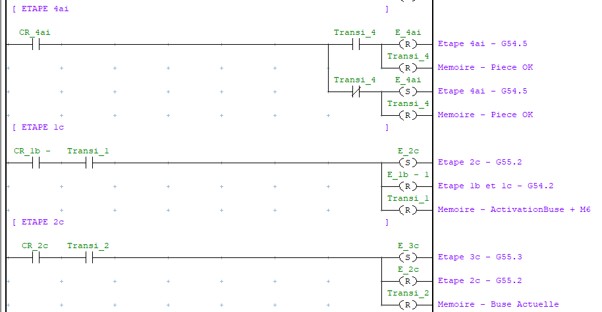 [ ETAPE 4ai ]
CR_4ai Transi_4 E_4ai
(R) Etape 4ai - G54.5
Transi_4
(R) Memoire - Piece OK
Transi_4 E_4ai
(S) Etape 4ai - G54.5
Transi_4
(R) Memoire - Piece OK
[ ETAPE 1c ]
CR_1b - Transi_1 E_2c
(S) Etape 2c - G55.2
E_1b - 1
(R) Etape 1b et 1c - G54.2
Transi_1
(R) Memoire - ActivationBuse + M6
[ ETAPE 2c ]
CR_2c Transi_2 E_3c
(S) Etape 3c - G55.3
E_2c
(R) Etape 2c - G55.2
Transi_2
(R) Memoire - Buse Actuelle